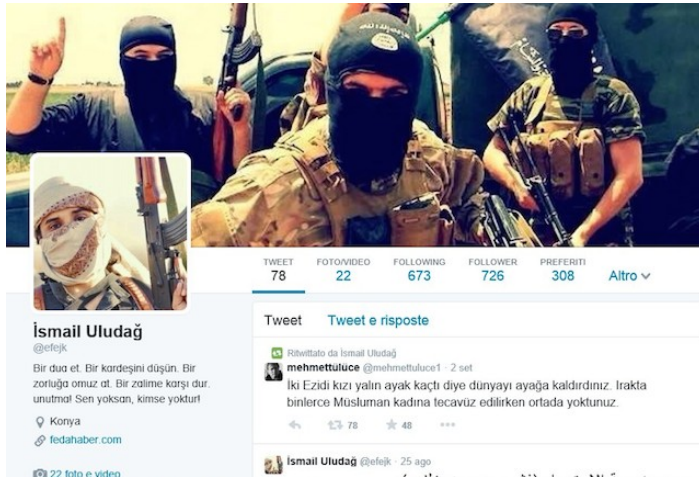 TWEET FOTO/VIDEO FOLLOWING FOLLOWER PREFERITI
78 22 673 726 308 Altro
Tweet Tweet e risposte
İsmail Uludağ
@efejk
Bir dua et. Bir kardeşini düşün. Bir
zorluğa omuz at. Bir zalime karşı dur.
unutma! Sen yoksan, kimse yoktur!
Konya
fedahaber.com
22 foto e video
Ritwittato da İsmail Uludağ
mehmettülüce @mehmettuluce1 · 2 set
İki Ezidi kızı yalın ayak kaçtı diye dünyayı ayağa kaldırdınız. Irakta
binlerce Müsluman kadına tecavüz edilirken ortada yoktunuz.
78 48
İsmail Uludağ @efejk · 25 ago